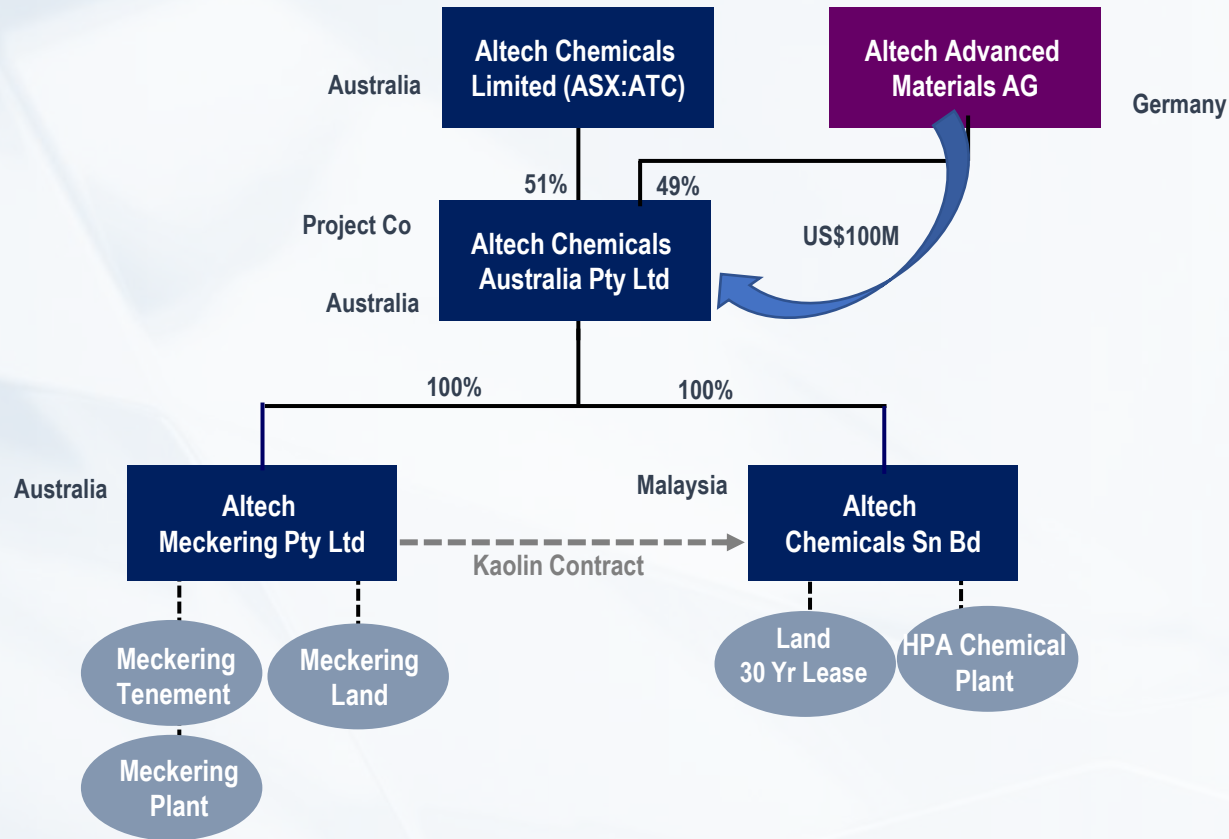 Altech Chemicals
Limited (ASX:ATC)
Altech Advanced
Materials AG
Australia
Germany
51%
49%
Project Co
Altech Chemicals
Australia Pty Ltd
US$100M
Australia
100%
100%
Australia
Altech
Meckering Pty Ltd
Kaolin Contract
Malaysia
Altech
Chemicals Sn Bd
Meckering
Tenement
Meckering
Land
Land
30 Yr Lease
HPA Chemical
Plant
Meckering
Plant